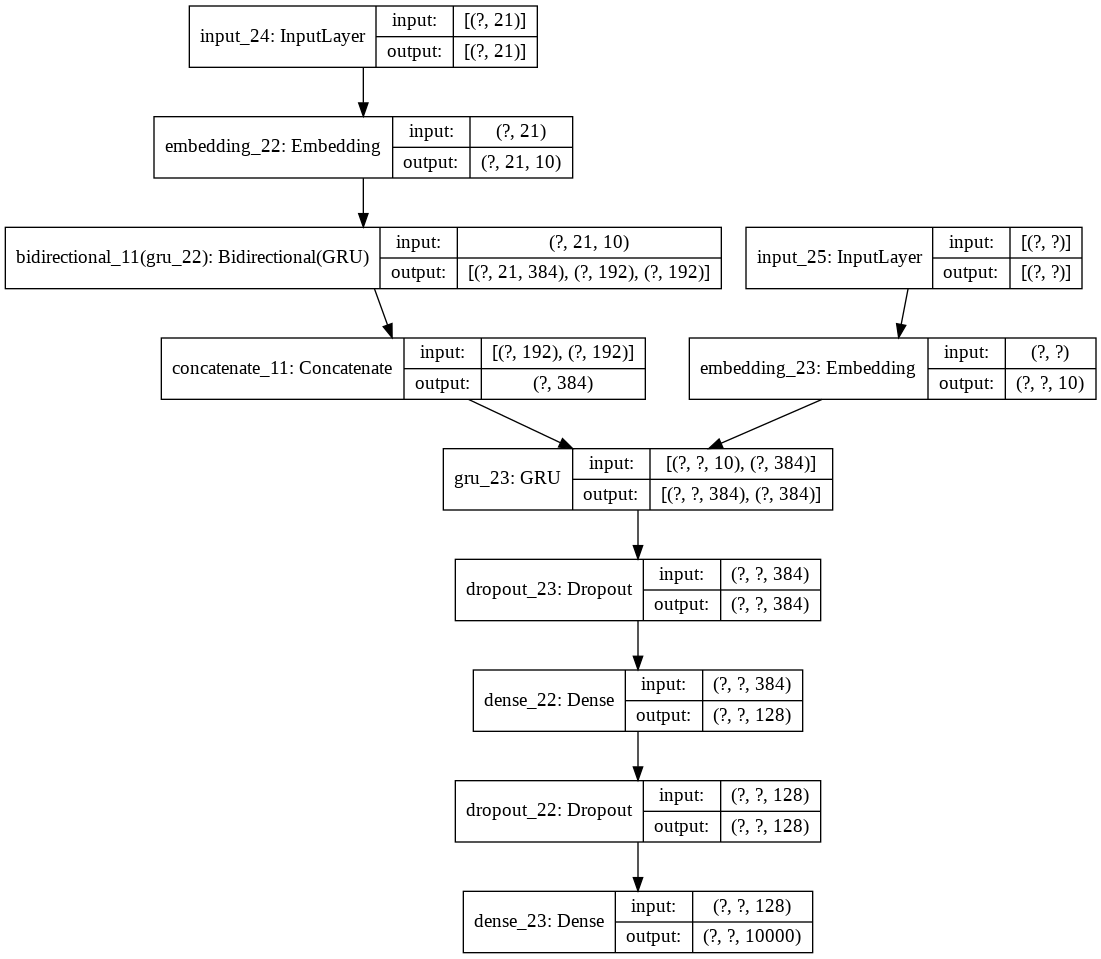 input_24: InputLayer
input: [(?, 21)]
output: [(?, 21)]
embedding_22: Embedding
input: (?, 21)
output: (?, 21, 10)
bidirectional_11(gru_22): Bidirectional(GRU)
input: (?, 21, 10)
output: [(?, 21, 384), (?, 192), (?, 192)]
input_25: InputLayer
input: [(?, ?)]
output: [(?, ?)]
concatenate_11: Concatenate
input: [(?, 192), (?, 192)]
output: (?, 384)
embedding_23: Embedding
input: (?, ?)
output: (?, ?, 10)
gru_23: GRU
input: [(?, ?, 10), (?, 384)]
output: [(?, ?, 384), (?, 384)]
dropout_23: Dropout
input: (?, ?, 384)
output: (?, ?, 384)
dense_22: Dense
input: (?, ?, 384)
output: (?, ?, 128)
dropout_22: Dropout
input: (?, ?, 128)
output: (?, ?, 128)
dense_23: Dense
input: (?, ?, 128)
output: (?, ?, 10000)